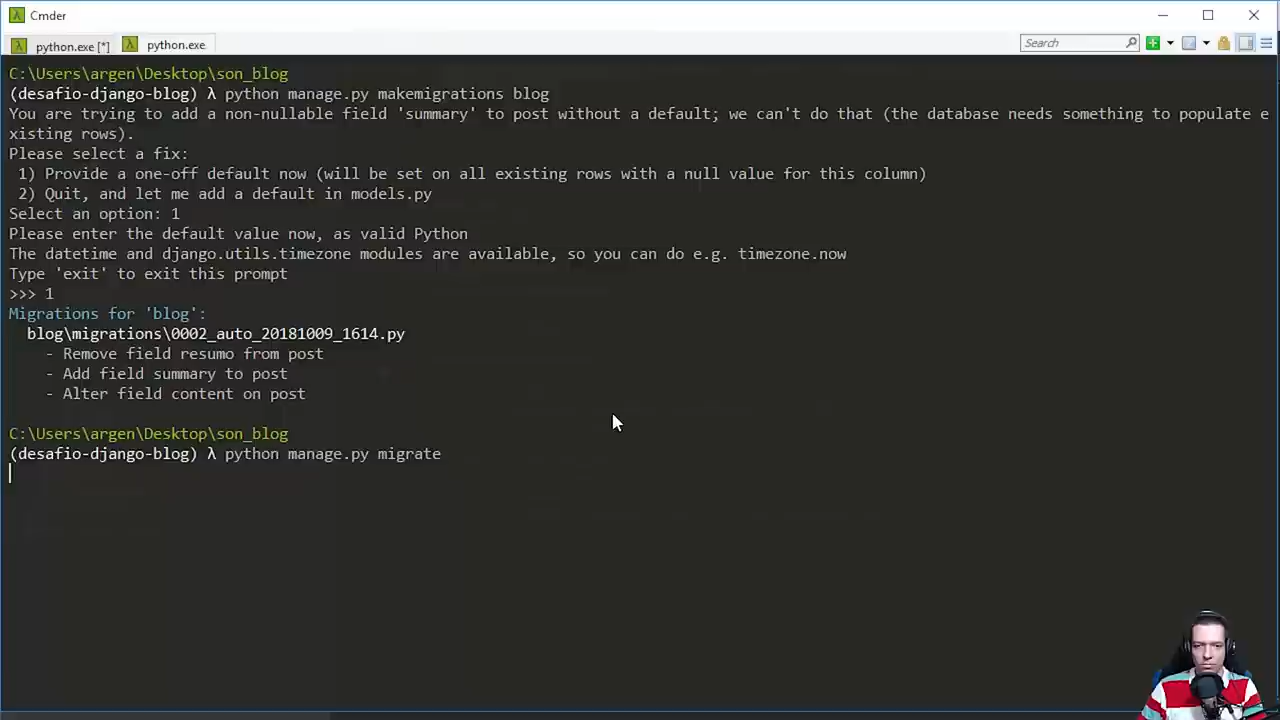 Cmder
python.exe [*]
python.exe
Search
C:\Users\argen\Desktop\son_blog
(desafio-django-blog) λ python manage.py makemigrations blog
You are trying to add a non-nullable field 'summary' to post without a default; we can't do that (the database needs something to populate e
xisting rows).
Please select a fix:
 1) Provide a one-off default now (will be set on all existing rows with a null value for this column)
 2) Quit, and let me add a default in models.py
Select an option: 1
Please enter the default value now, as valid Python
The datetime and django.utils.timezone modules are available, so you can do e.g. timezone.now
Type 'exit' to exit this prompt
>>> 1
Migrations for 'blog':
  blog\migrations\0002_auto_20181009_1614.py
    - Remove field resumo from post
    - Add field summary to post
    - Alter field content on post
C:\Users\argen\Desktop\son_blog
(desafio-django-blog) λ python manage.py migrate